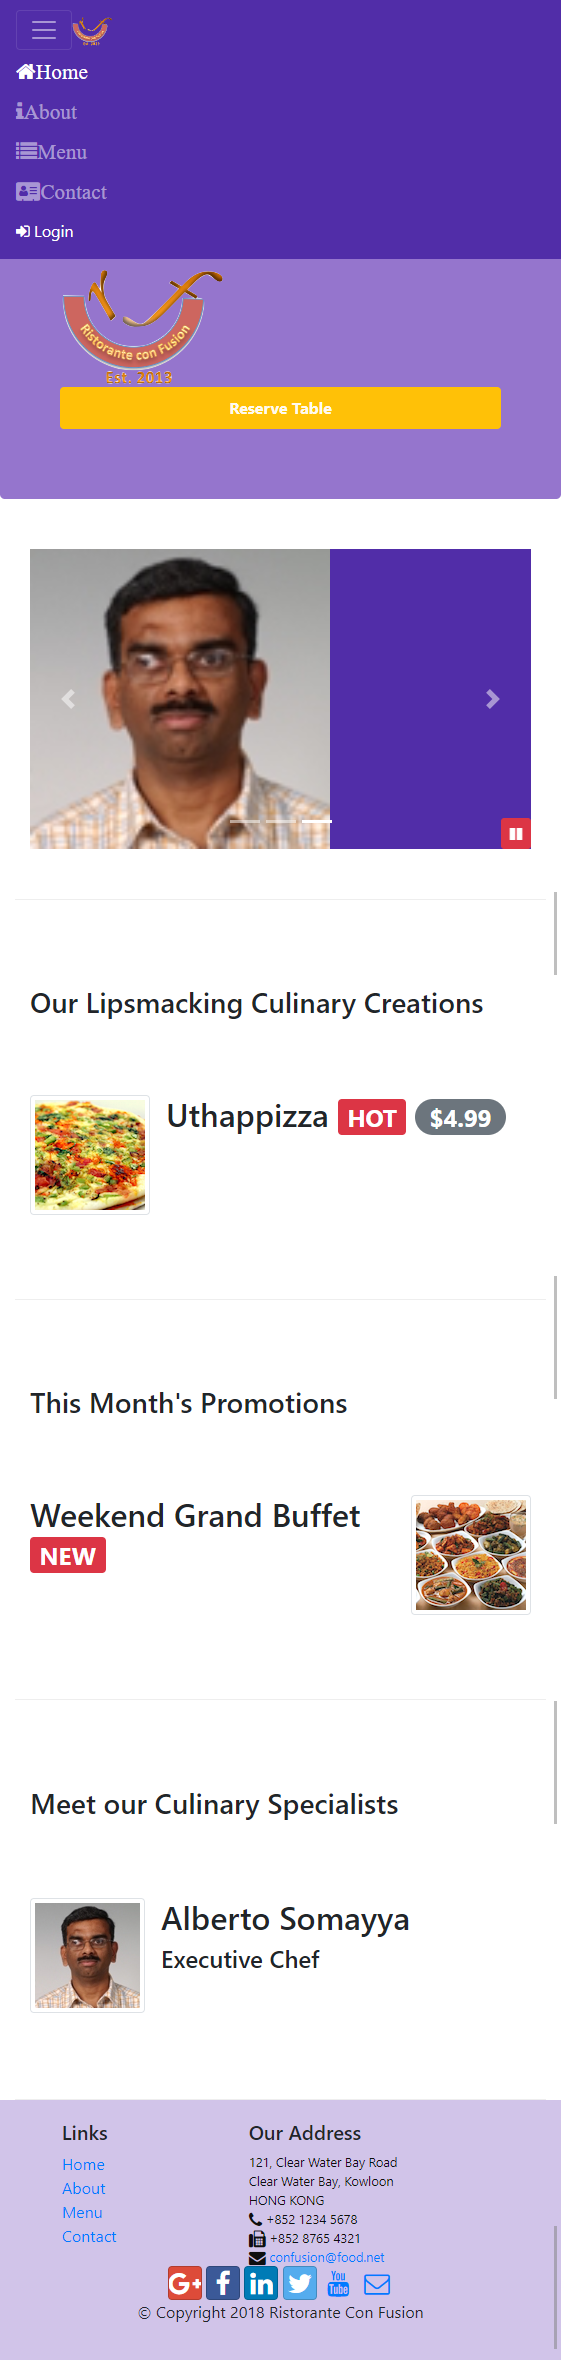 Home
About
Menu
Contact
Login
Ristorante con Fusion
Est. 2013
Reserve Table
Our Lipsmacking Culinary Creations
Uthappizza HOT $4.99
This Month's Promotions
Weekend Grand Buffet
NEW
Meet our Culinary Specialists
Alberto Somayya
Executive Chef
Links
Home
About
Menu
Contact
Our Address
121, Clear Water Bay Road
Clear Water Bay, Kowloon
HONG KONG
+852 1234 5678
+852 8765 4321
confusion@food.net
You
Tube
© Copyright 2018 Ristorante Con Fusion